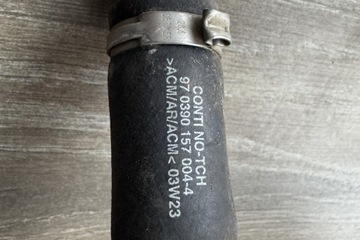 CONTI NO-TCH
97 0390 157 004-4
>ACM/AR/ACM< 03W23